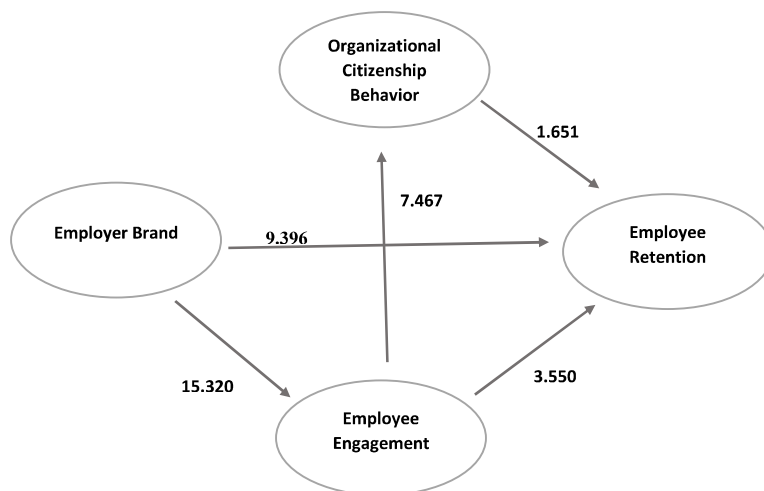 Organizational
Citizenship
Behavior
1.651
7.467
Employer Brand
9.396
Employee
Retention
15.320
3.550
Employee
Engagement